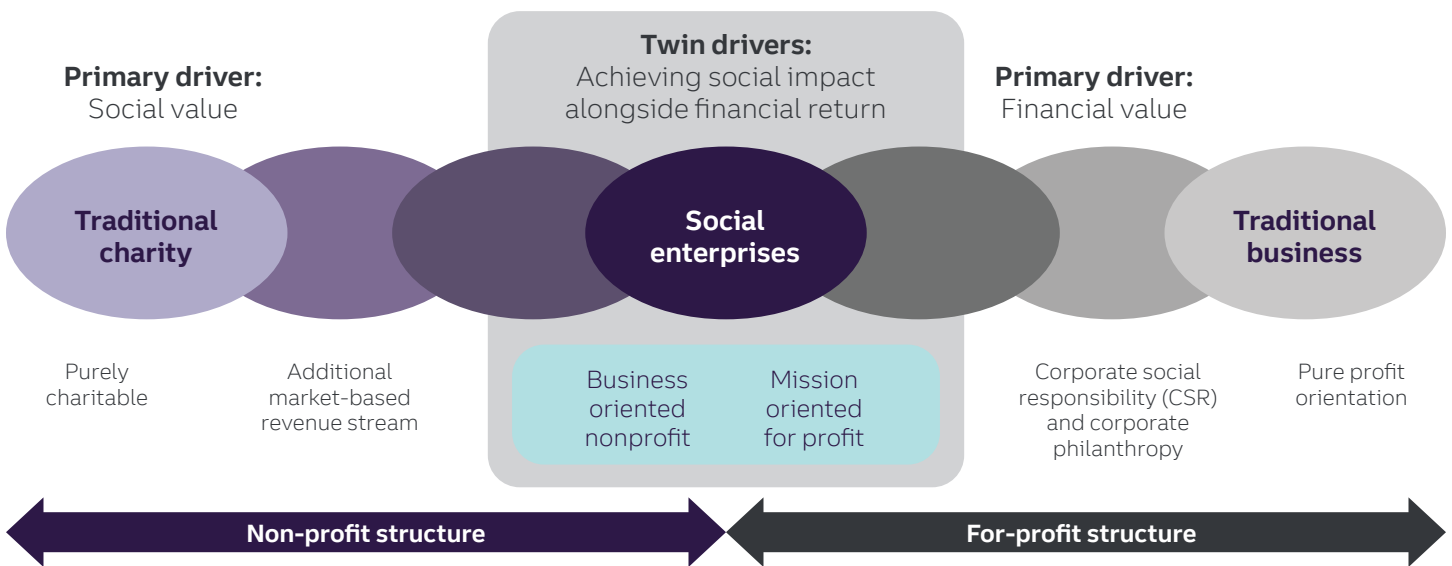 Primary driver:
Social value
Twin drivers:
Achieving social impact
alongside financial return
Primary driver:
Financial value
Traditional
charity
Social
enterprises
Traditional
business
Purely
charitable
Additional
market-based
revenue stream
Business
oriented
nonprofit
Mission
oriented
for profit
Corporate social
responsibility (CSR)
and corporate
philanthropy
Pure profit
orientation
Non-profit structure
For-profit structure